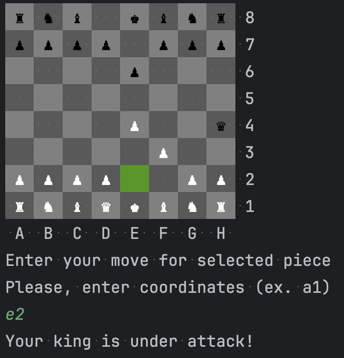 8
7
6
5
4
3
2
1
A B C D E F G H
Enter your move for selected piece
Please, enter coordinates (ex. a1)
e2
Your king is under attack!